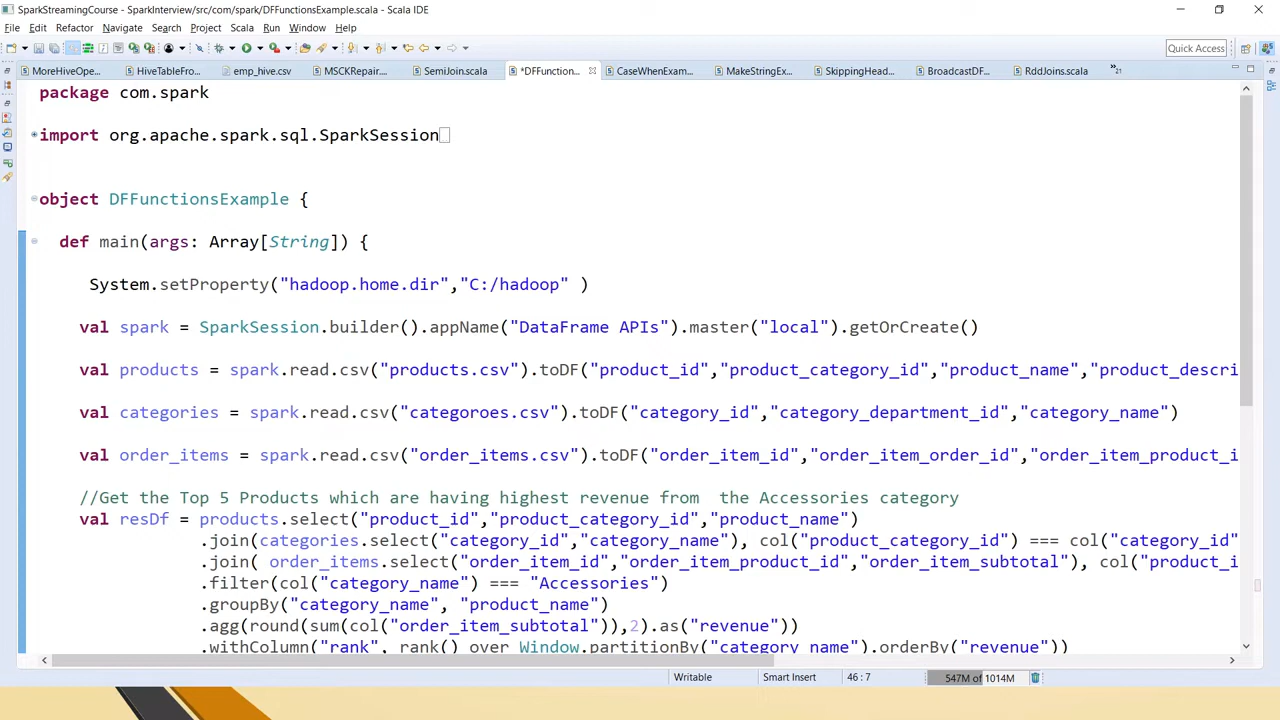 SparkStreamingCourse - SparkInterview/src/com/spark/DFFunctionsExample.scala - Scala IDE
File Edit Refactor Navigate Search Project Scala Run Window Help
Quick Access
MoreHiveOpe... HiveTableFro... emp_hive.csv MSCKRepair.... SemiJoin.scala *DFFunction... CaseWhenExam... MakeStringEx... SkippingHead... BroadcastDF... RddJoins.scala »21
package com.spark
import org.apache.spark.sql.SparkSession
object DFFunctionsExample {
def main(args: Array[String]) {
System.setProperty("hadoop.home.dir","C:/hadoop" )
val spark = SparkSession.builder().appName("DataFrame APIs").master("local").getOrCreate()
val products = spark.read.csv("products.csv").toDF("product_id","product_category_id","product_name","product_descri
val categories = spark.read.csv("categoroes.csv").toDF("category_id","category_department_id","category_name")
val order_items = spark.read.csv("order_items.csv").toDF("order_item_id","order_item_order_id","order_item_product_i
//Get the Top 5 Products which are having highest revenue from  the Accessories category
val resDf = products.select("product_id","product_category_id","product_name")
.join(categories.select("category_id","category_name"), col("product_category_id") === col("category_id"
.join( order_items.select("order_item_id","order_item_product_id","order_item_subtotal"), col("product_i
.filter(col("category_name") === "Accessories")
.groupBy("category_name", "product_name")
.agg(round(sum(col("order_item_subtotal")),2).as("revenue"))
.withColumn("rank", rank() over Window.partitionBy("category_name").orderBy("revenue"))
Writable Smart Insert 46 : 7 547M of 1014M